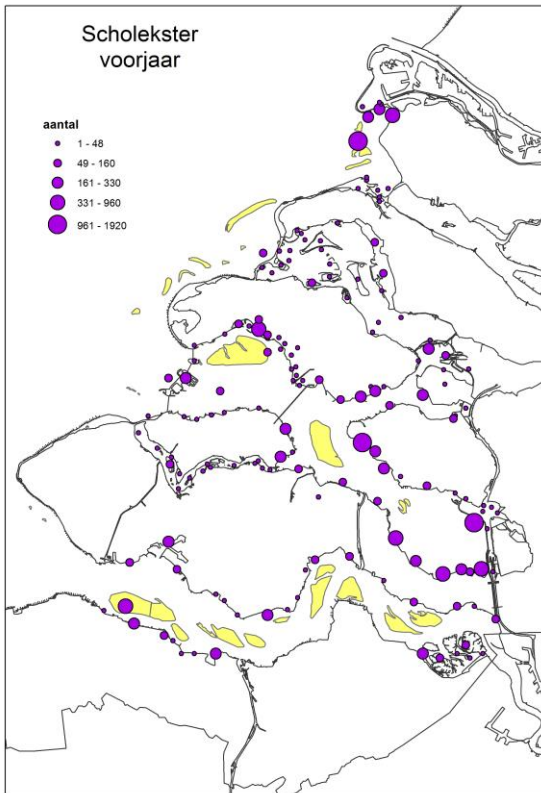 Scholekster
voorjaar
aantal
1 - 48
49 - 160
161 - 330
331 - 960
961 - 1920